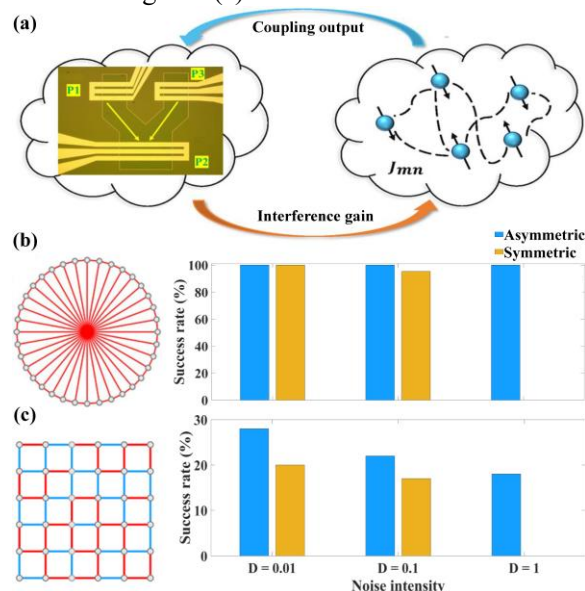 (a)
Coupling output
P1
P3
P2
Jmn
Interference gain
Asymmetric
Symmetric
(b)
100
80
60
40
20
0
Success rate (%)
(c)
30
20
10
0
Success rate (%)
D = 0.01
D = 0.1
D = 1
Noise intensity